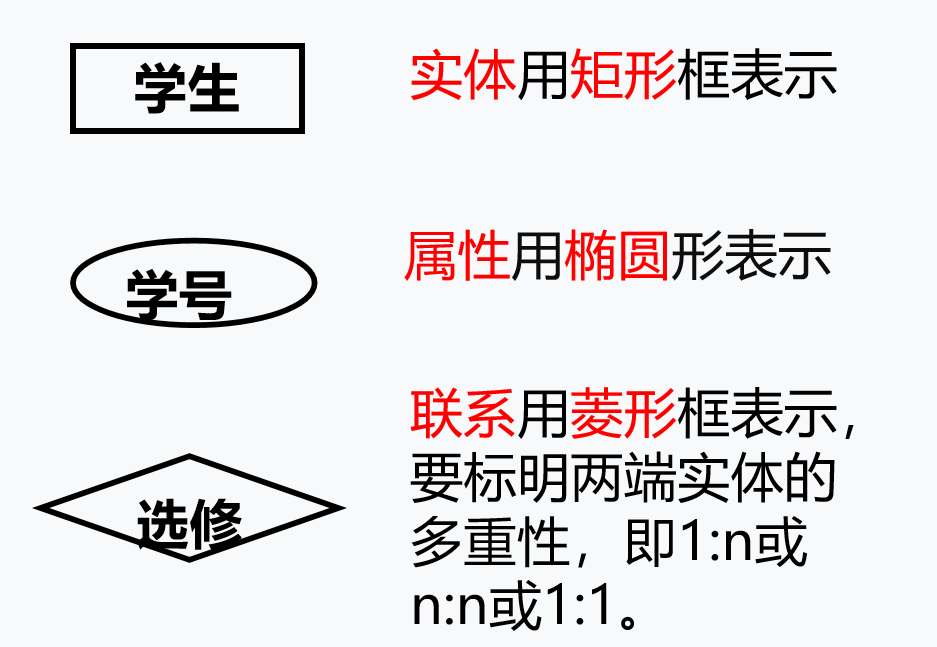 学生
实体用矩形框表示
学号
属性用椭圆形表示
选修
联系用菱形框表示，
要标明两端实体的
多重性，即1:n或
n:n或1:1。